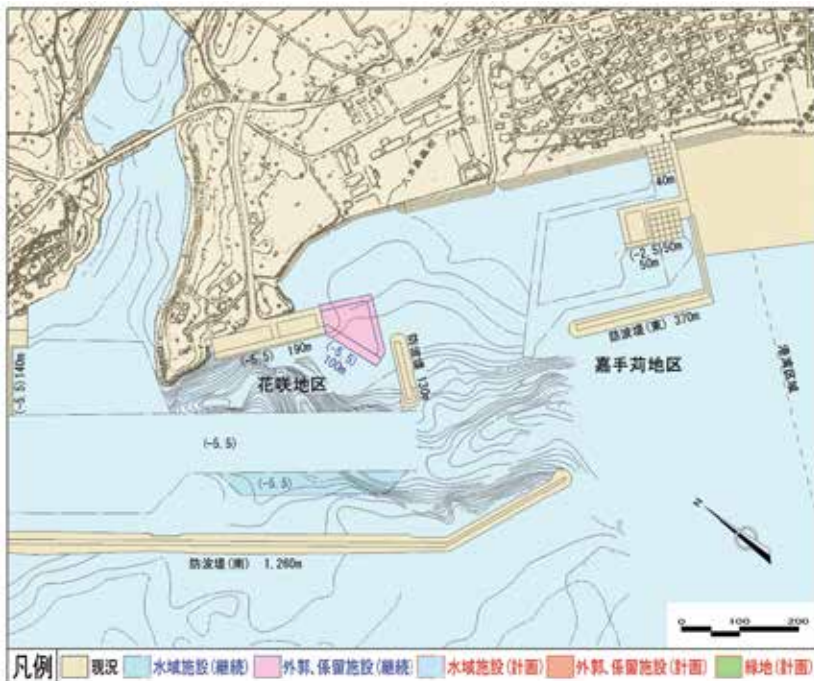 40m
(-2.5)50m
50m
防波堤(東) 370m
嘉手苅地区
港湾区域
(-5.5) 190m
(-5.5)
100m
防波堤 130m
花咲地区
(-5.5) 140m
(-5.5)
(-5.5)
防波堤(南) 1,260m
N
0 100 200
凡例 現況 水域施設(継続) 外郭、係留施設(継続) 水域施設(計画) 外郭、係留施設(計画) 緑地(計画)